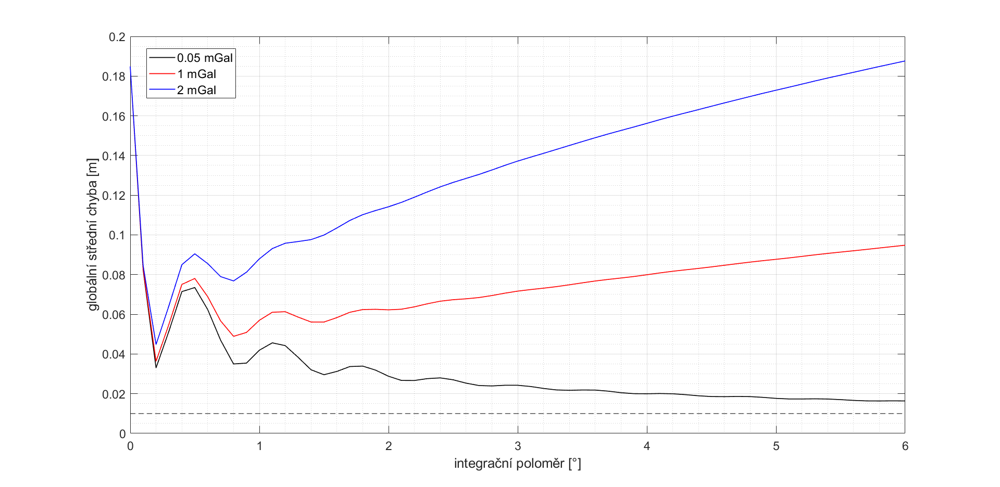 0.2
0.18
0.16
0.14
0.12
0.1
0.08
0.06
0.04
0.02
0
globální střední chyba [m]
0.05 mGal
1 mGal
2 mGal
0 1 2 3 4 5 6
integrační poloměr [°]